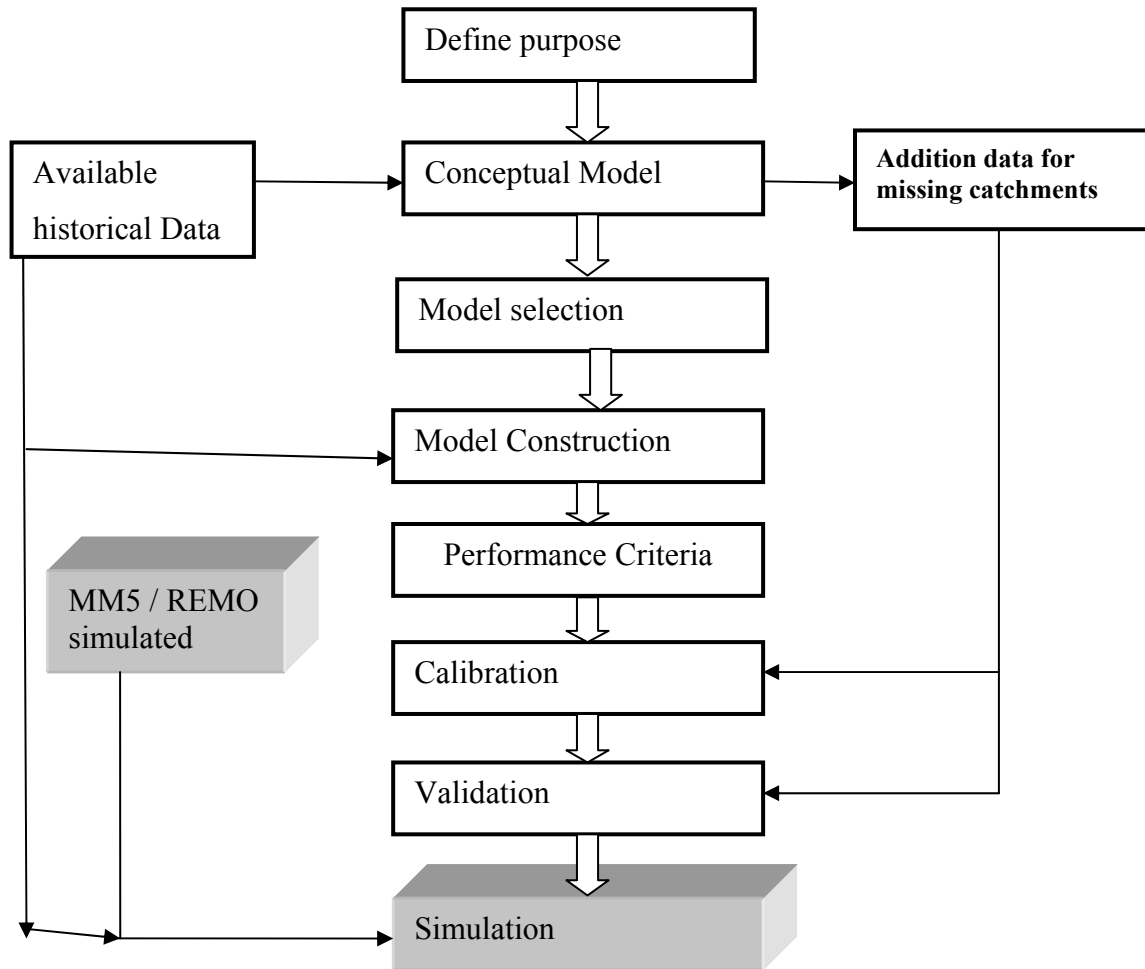 Define purpose
Available
historical Data
Conceptual Model
Addition data for
missing catchments
Model selection
Model Construction
Performance Criteria
MM5 / REMO
simulated
Calibration
Validation
Simulation